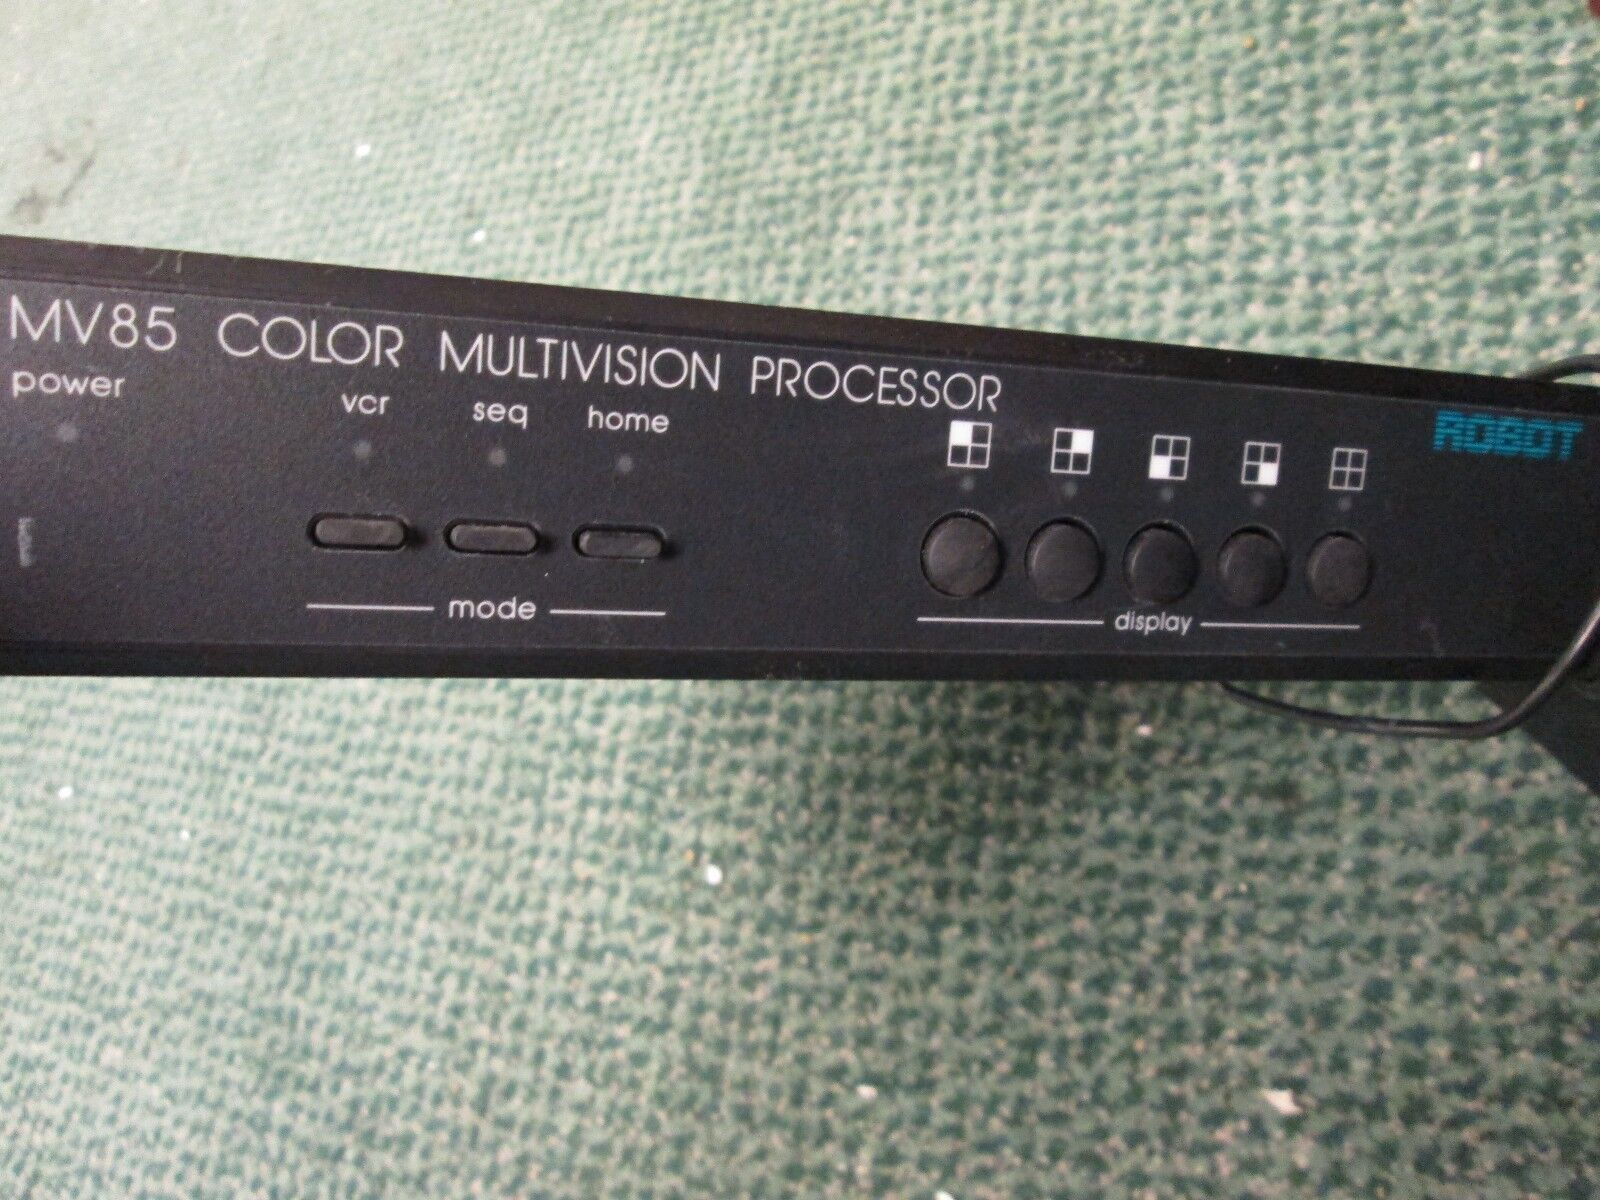 MV85 COLOR MULTIVISION PROCESSOR
ROBOT
power
vcr seq home
mode
display